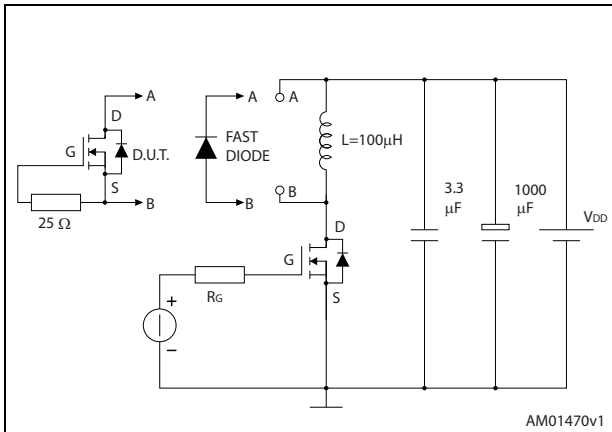 A
A
A
D
G
D.U.T.
FAST
DIODE
L=100µH
S
B
B
B
25 Ω
3.3
µF
1000
µF
VDD
D
G
RG
S
+
–
AM01470v1